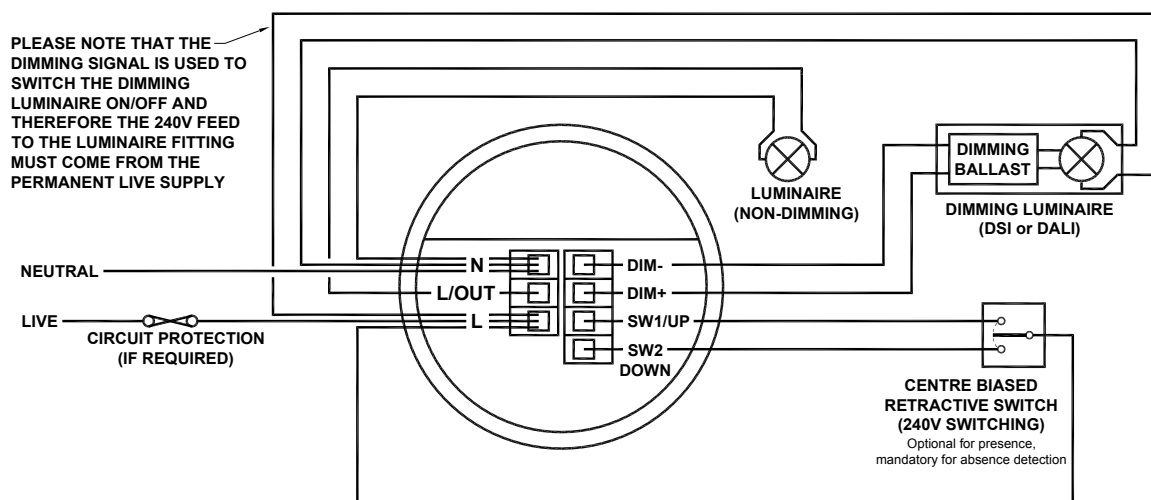 PLEASE NOTE THAT THE
DIMMING SIGNAL IS USED TO
SWITCH THE DIMMING
LUMINAIRE ON/OFF AND
THEREFORE THE 240V FEED
TO THE LUMINAIRE FITTING
MUST COME FROM THE
PERMANENT LIVE SUPPLY
LUMINAIRE
(NON-DIMMING)
DIMMING
BALLAST
DIMMING LUMINAIRE
(DSI or DALI)
NEUTRAL
N
L/OUT
L
LIVE
CIRCUIT PROTECTION
(IF REQUIRED)
DIM-
DIM+
SW1/UP
SW2
DOWN
CENTRE BIASED
RETRACTIVE SWITCH
(240V SWITCHING)
Optional for presence,
mandatory for absence detection